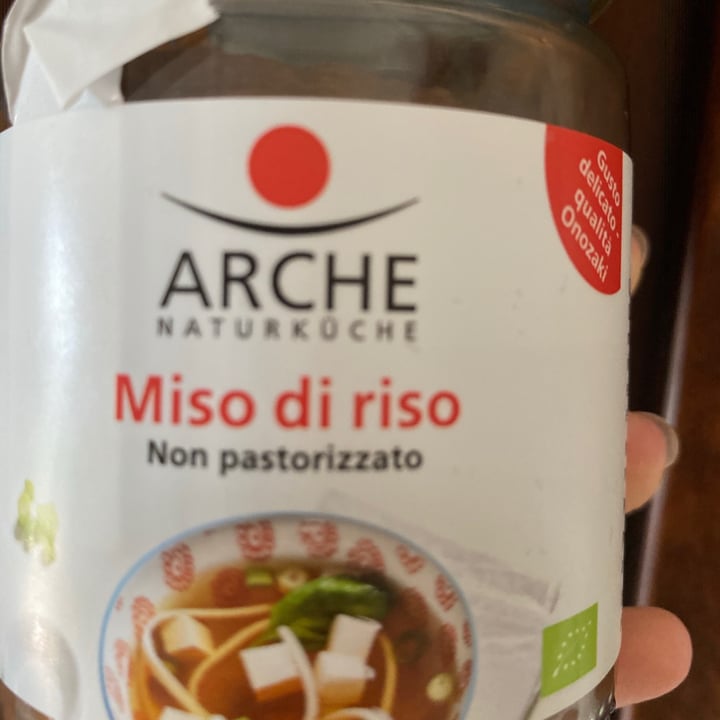 ARCHE
NATURKÜCHE
Gusto
delicato -
qualità
Onozaki
Miso di riso
Non pastorizzato